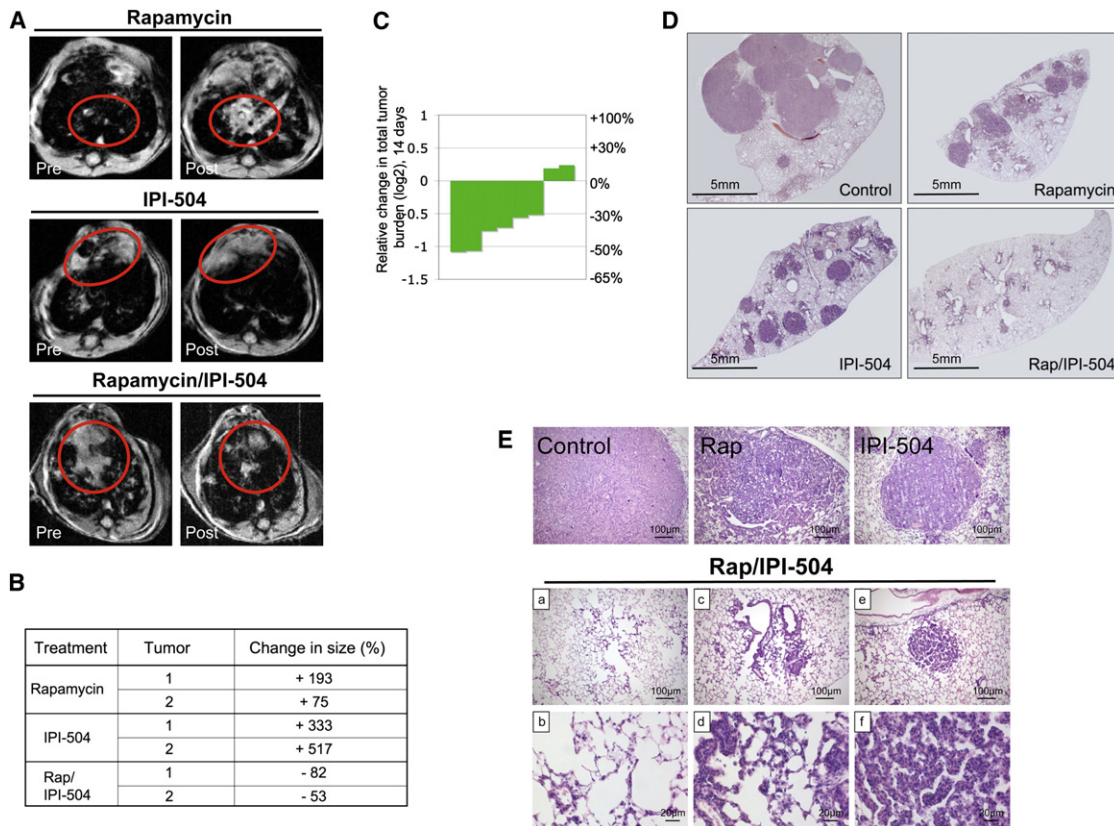 A
Rapamycin
Pre
Post
IPI-504
Pre
Post
Rapamycin/IPI-504
Pre
Post
B
Treatment Tumor Change in size (%)
Rapamycin 1 + 193
2 + 75
IPI-504 1 + 333
2 + 517
Rap/
IPI-504 1 - 82
2 - 53
C
Relative change in total tumor
burden (log2), 14 days
1 +100%
0.5 +30%
0 0%
-0.5 -30%
-1 -50%
-1.5 -65%
D
5mm
Control
5mm
Rapamycin
5mm
IPI-504
5mm
Rap/IPI-504
E
Control
100µm
Rap
100µm
IPI-504
100µm
Rap/IPI-504
a
100µm
c
100µm
e
100µm
b
20µm
d
20µm
f
20µm